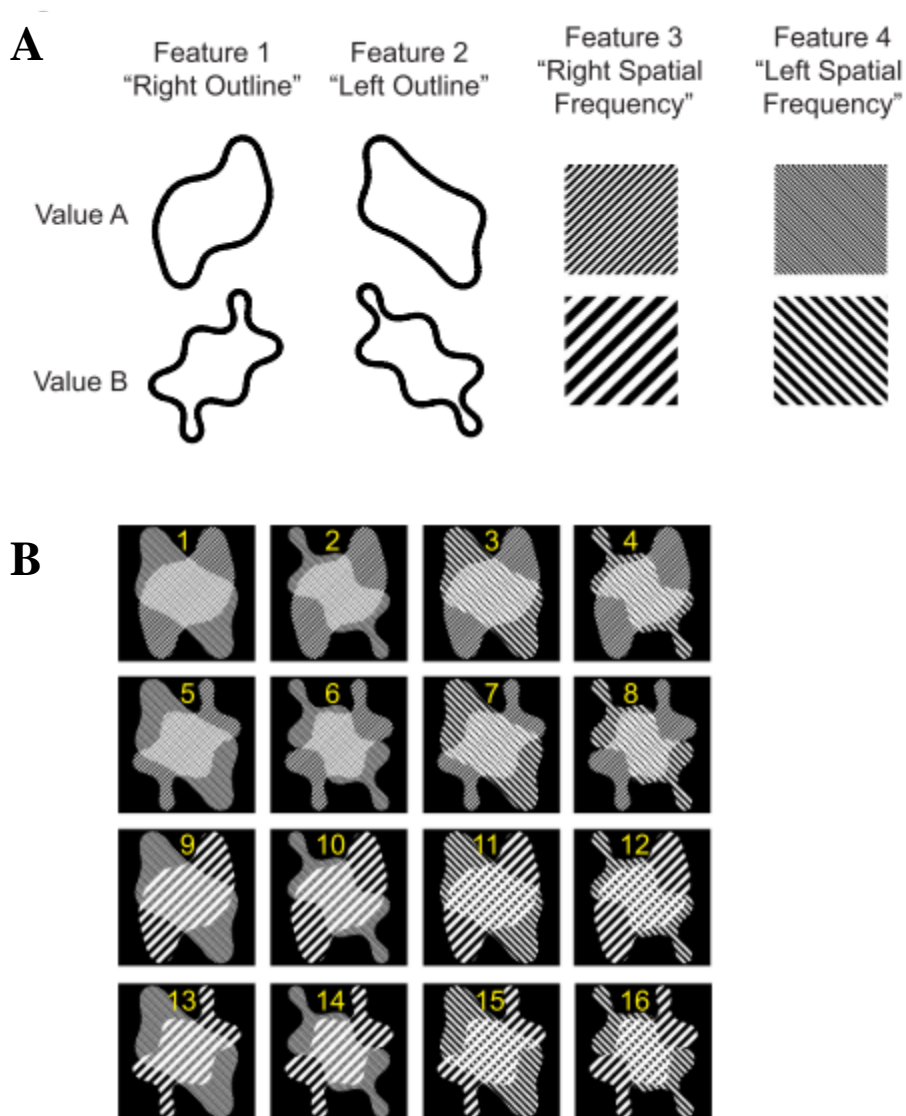 A
Feature 1
“Right Outline”
Feature 2
“Left Outline”
Feature 3
“Right Spatial
Frequency”
Feature 4
“Left Spatial
Frequency”
Value A
Value B
B
1 2 3 4
5 6 7 8
9 10 11 12
13 14 15 16